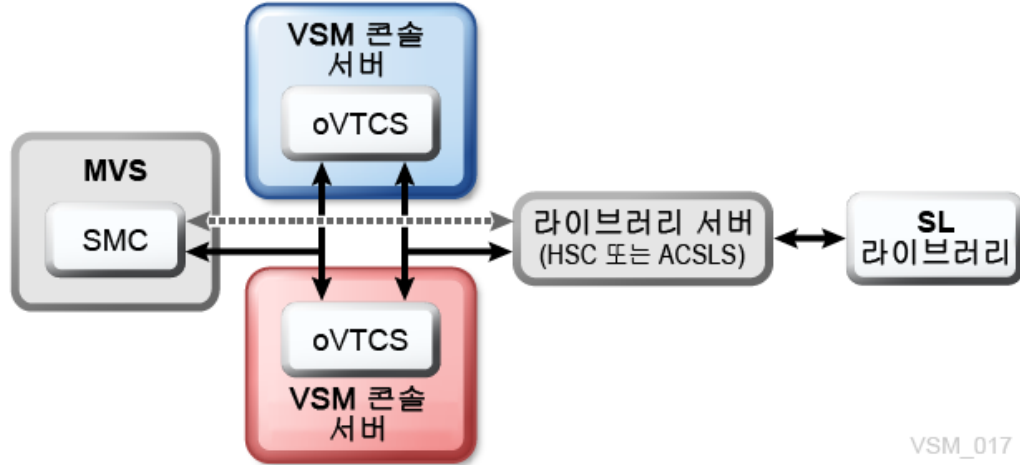 VSM 콘솔
서버
oVTCS
MVS
SMC
라이브러리 서버
(HSC 또는 ACSLS)
SL
라이브러리
oVTCS
VSM 콘솔
서버
VSM_017